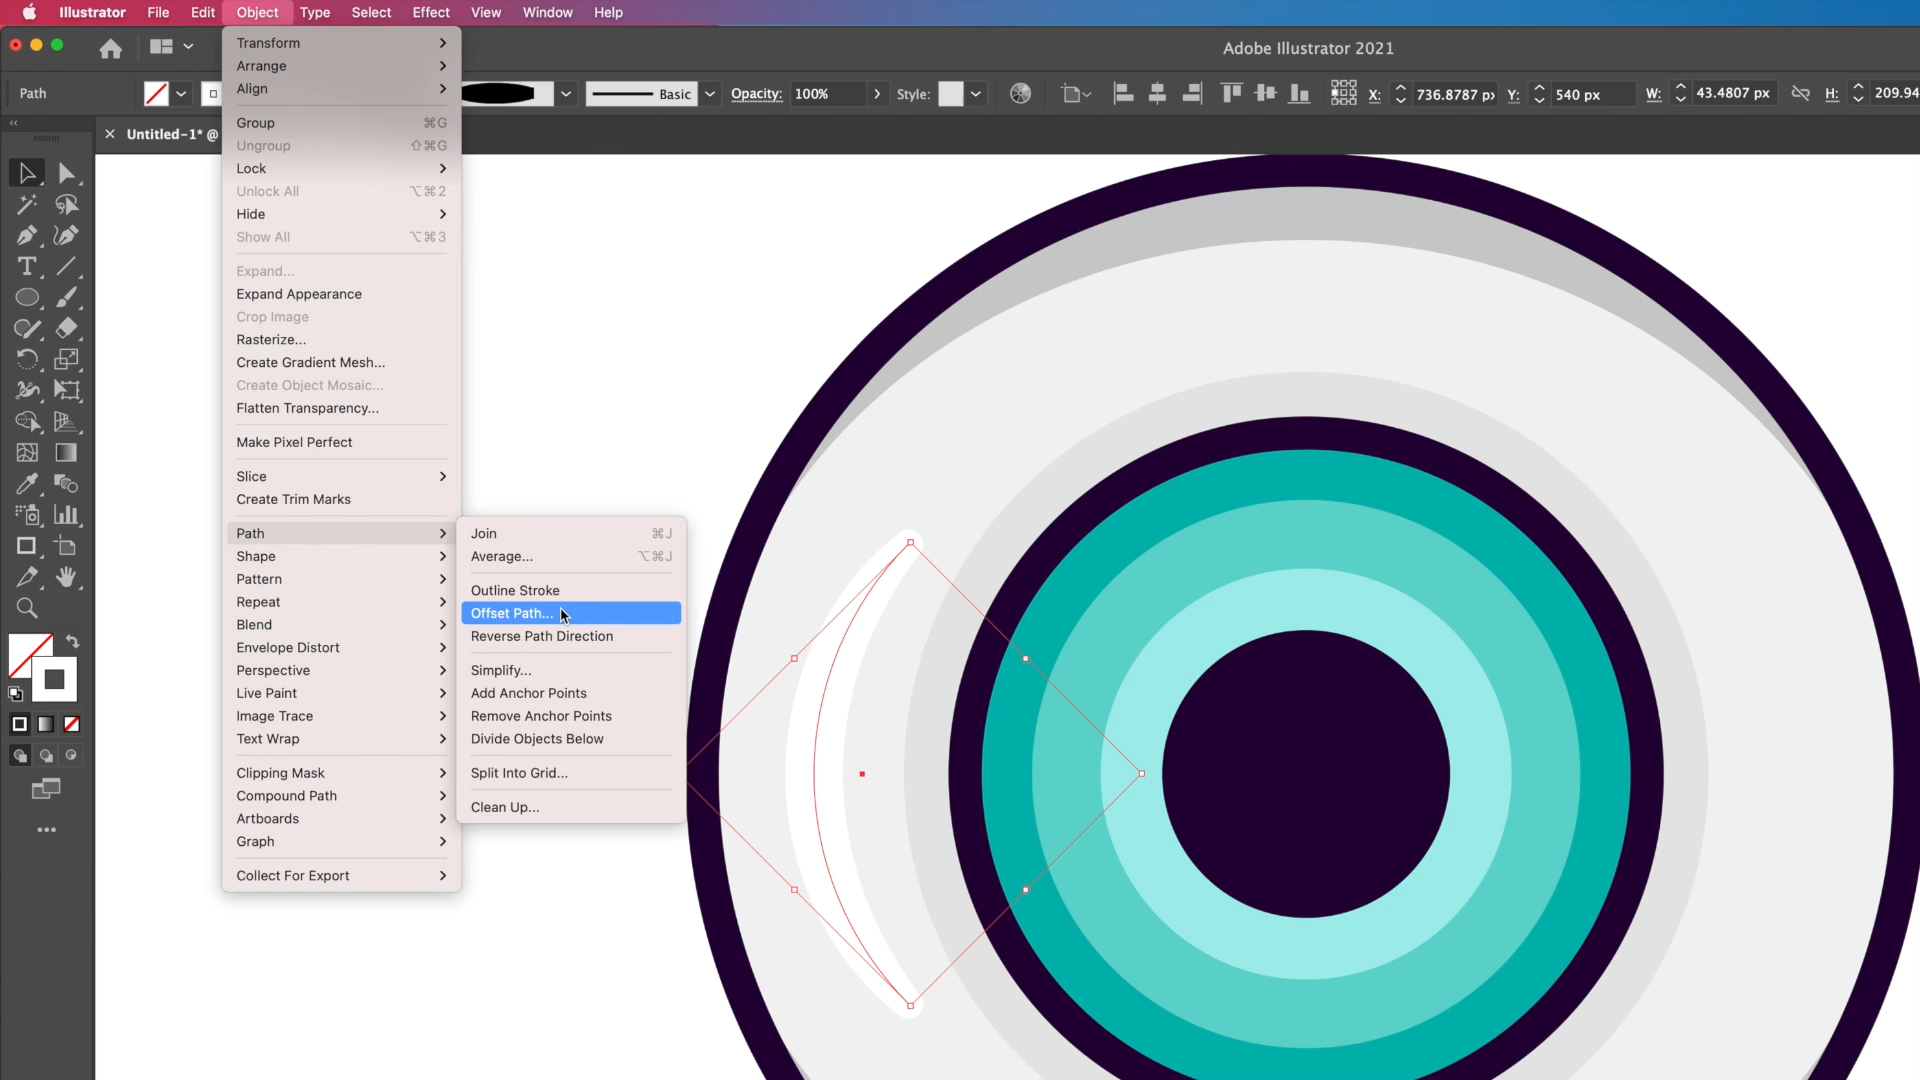 Illustrator File Edit Object Type Select Effect View Window Help
Adobe Illustrator 2021
Path
Basic
Opacity: 100%
Style:
X: 736.8787 px
Y: 540 px
W: 43.4807 px
H: 209.94
Untitled-1* @
Transform
Arrange
Align
Group ⌘G
Ungroup ⇧⌘G
Lock
Unlock All ⌥⌘2
Hide
Show All ⌥⌘3
Expand...
Expand Appearance
Crop Image
Rasterize...
Create Gradient Mesh...
Create Object Mosaic...
Flatten Transparency...
Make Pixel Perfect
Slice
Create Trim Marks
Path
Shape
Pattern
Repeat
Blend
Envelope Distort
Perspective
Live Paint
Image Trace
Text Wrap
Clipping Mask
Compound Path
Artboards
Graph
Collect For Export
Join ⌘J
Average... ⌥⌘J
Outline Stroke
Offset Path...
Reverse Path Direction
Simplify...
Add Anchor Points
Remove Anchor Points
Divide Objects Below
Split Into Grid...
Clean Up...